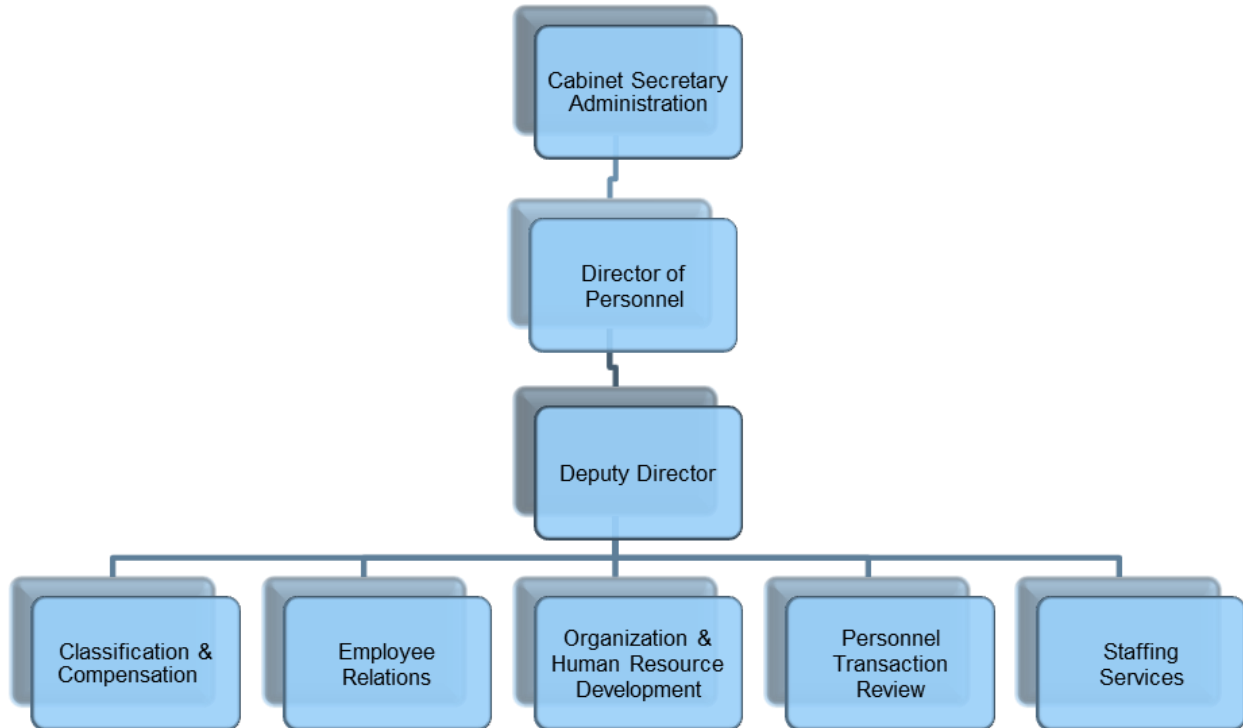 Cabinet Secretary
Administration
Director of
Personnel
Deputy Director
Classification &
Compensation
Employee
Relations
Organization &
Human Resource
Development
Personnel
Transaction
Review
Staffing
Services